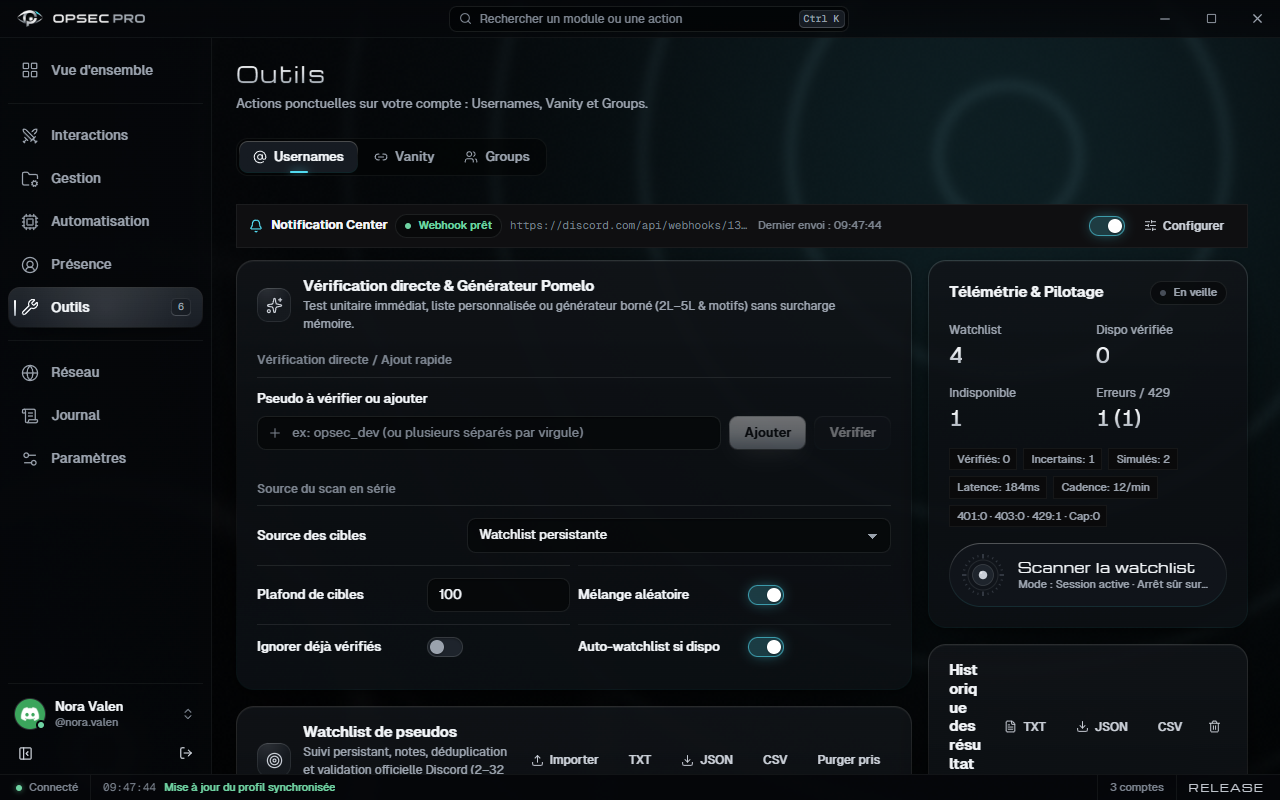 OPSEC PRO
Rechercher un module ou une action
Ctrl K
Vue d'ensemble
Interactions
Gestion
Automatisation
Présence
Outils
6
Réseau
Journal
Paramètres
Nora Valen
@nora.valen
Outils
Actions ponctuelles sur votre compte : Usernames, Vanity et Groups.
Usernames
Vanity
Groups
Notification Center
Webhook prêt
https://discord.com/api/webhooks/13…
Dernier envoi : 09:47:44
Configurer
Vérification directe & Générateur Pomelo
Test unitaire immédiat, liste personnalisée ou générateur borné (2L–5L & motifs) sans surcharge
mémoire.
Vérification directe / Ajout rapide
Pseudo à vérifier ou ajouter
ex: opsec_dev (ou plusieurs séparés par virgule)
Ajouter
Vérifier
Source du scan en série
Source des cibles
Watchlist persistante
Plafond de cibles
100
Mélange aléatoire
Ignorer déjà vérifiés
Auto-watchlist si dispo
Watchlist de pseudos
Suivi persistant, notes, déduplication
et validation officielle Discord (2–32
Importer
TXT
JSON
CSV
Purger pris
Télémétrie & Pilotage
En veille
Watchlist
4
Dispo vérifiée
0
Indisponible
1
Erreurs / 429
1 (1)
Vérifiés: 0
Incertains: 1
Simulés: 2
Latence: 184ms
Cadence: 12/min
401:0 · 403:0 · 429:1 · Cap:0
Scanner la watchlist
Mode : Session active · Arrêt sûr sur…
Hist
oriq
ue
des
résu
ltat
TXT
JSON
CSV
Connecté
09:47:44
Mise à jour du profil synchronisée
3 comptes
RELEASE